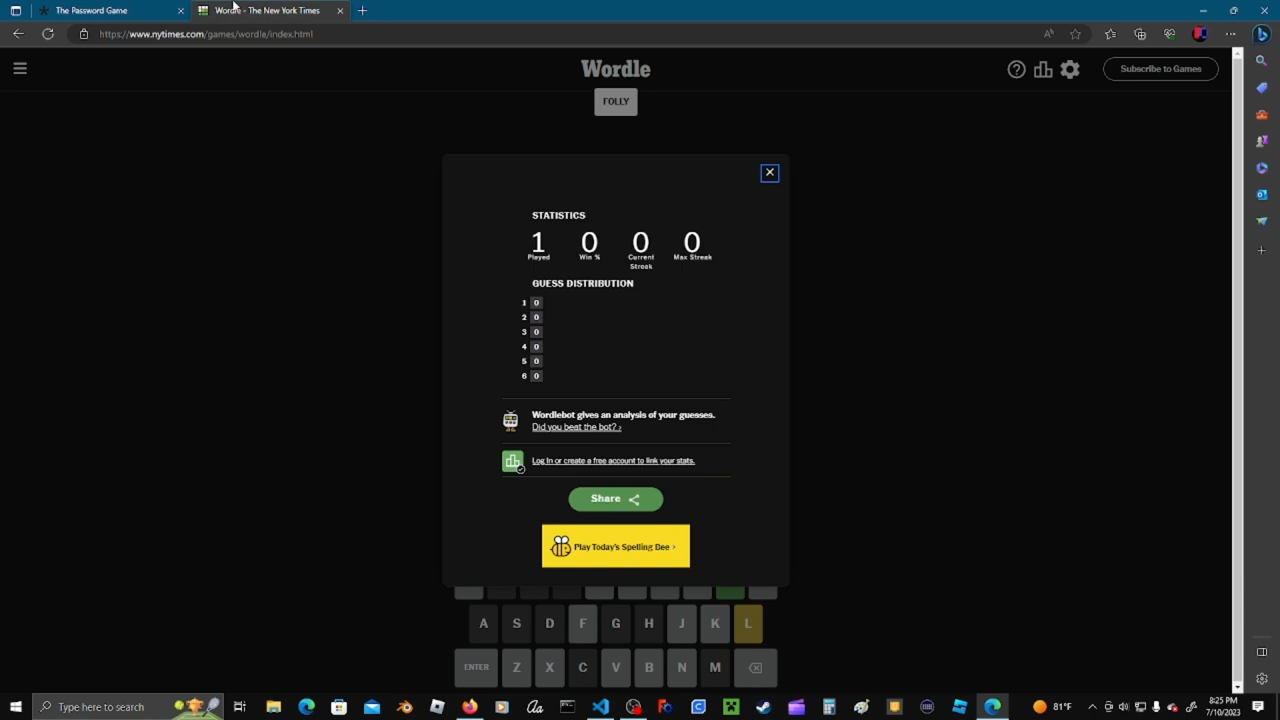 The Password Game
Wordle - The New York Times
https://www.nytimes.com/games/wordle/index.html
Wordle
Subscribe to Games
FOLLY
STATISTICS
1 0 0 0
Played Win % Current Streak Max Streak
GUESS DISTRIBUTION
1 0
2 0
3 0
4 0
5 0
6 0
Wordlebot gives an analysis of your guesses.
Did you beat the bot? ›
Log in or create a free account to link your stats.
Share
Play Today's Spelling Bee ›
A S D F G H J K L
ENTER Z X C V B N M
Type here to search
81°F
8:25 PM
7/10/2023